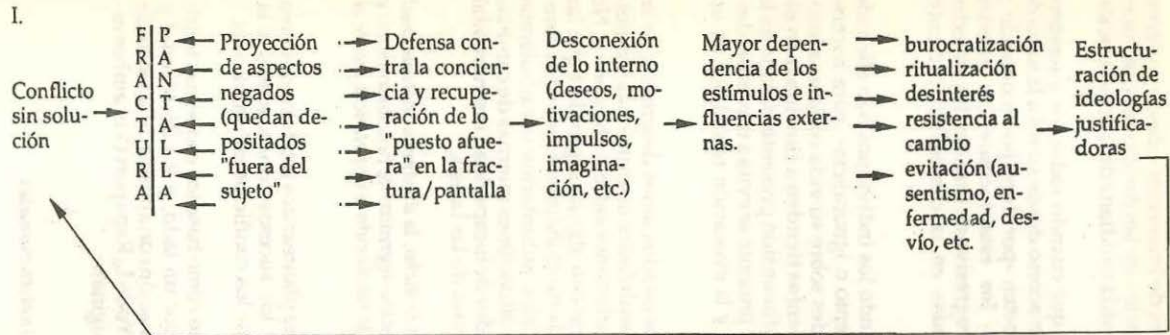 I.
Conflicto
sin solu-
ción
FRACTURA
PANTALLA
Proyección
de aspectos
negados
(quedan de-
positados
"fuera del
sujeto"
Defensa con-
tra la concien-
cia y recupe-
ración de lo
"puesto afue-
ra" en la frac-
tura/pantalla
Desconexión
de lo interno
(deseos, mo-
tivaciones,
impulsos,
imagina-
ción, etc.)
Mayor depen-
dencia de los
estímulos e in-
fluencias exter-
nas.
burocratización
ritualización
desinterés
resistencia al
cambio
evitación (au-
sentismo, en-
fermedad, des-
vío, etc.
Estructu-
ración de
ideologías
justifica-
doras